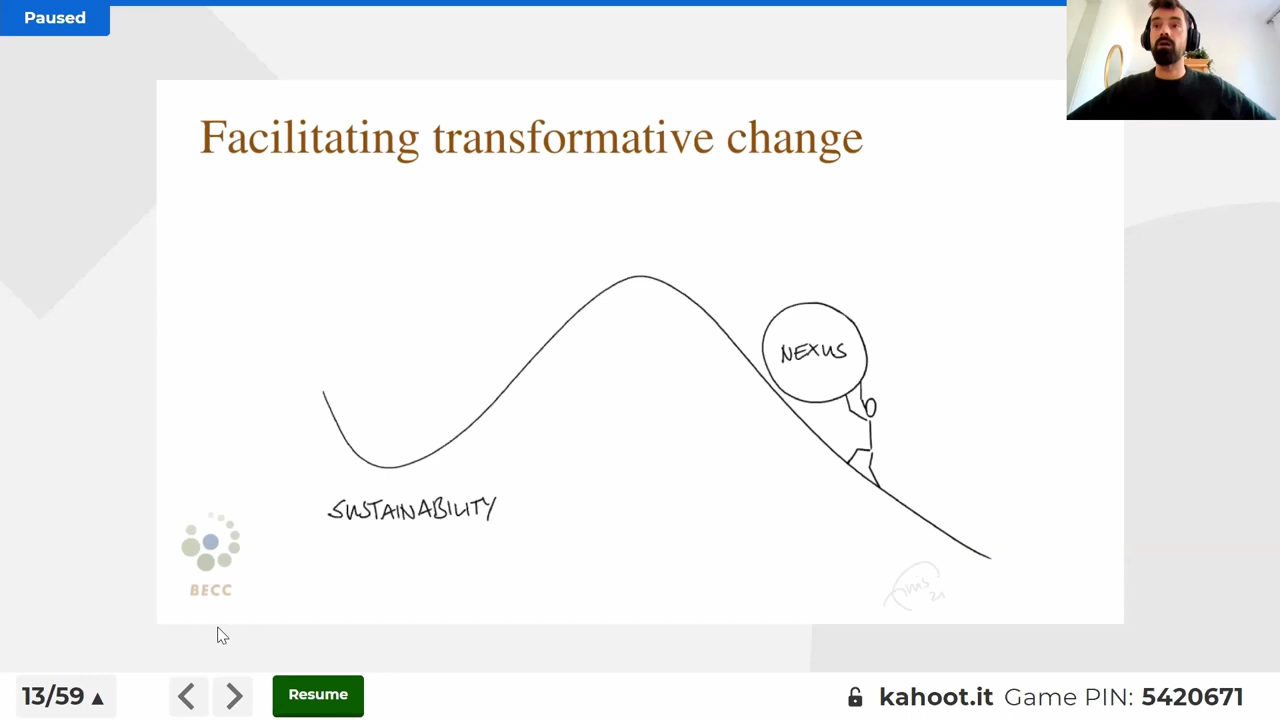 Paused
Facilitating transformative change
NEXUS
SUSTAINABILITY
BECC
13/59 ▲
Resume
kahoot.it Game PIN: 5420671